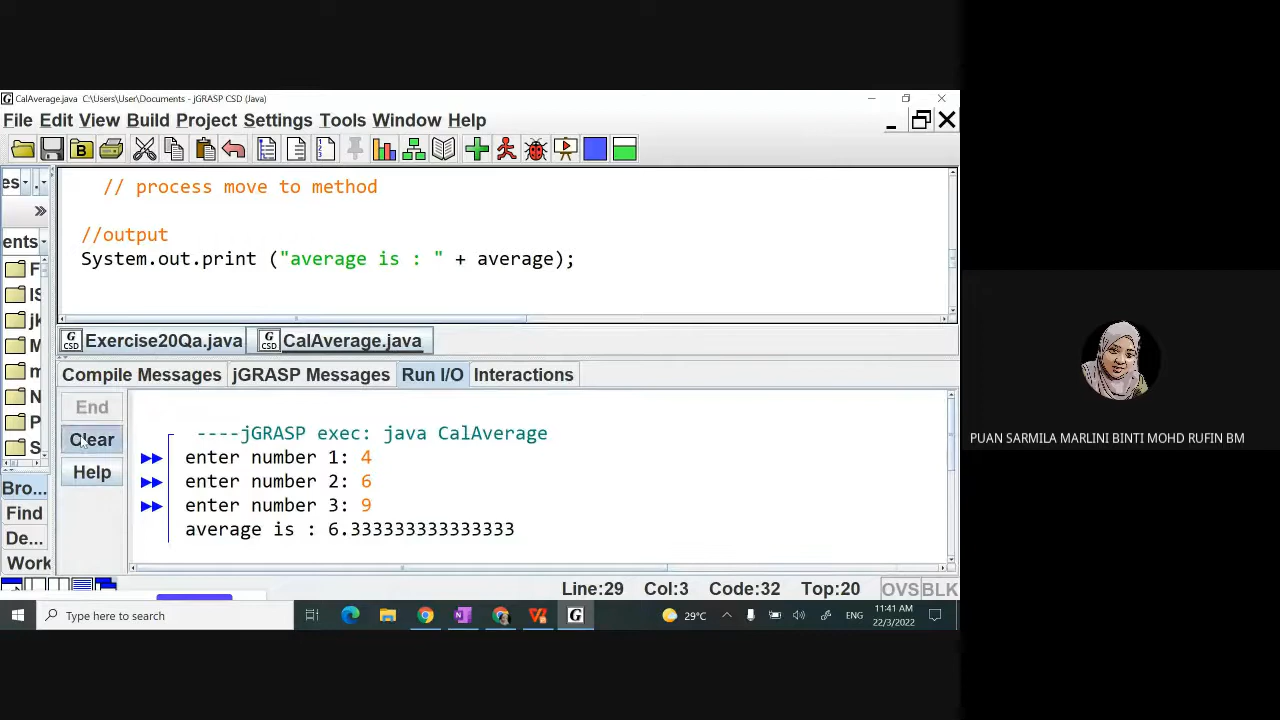 CalAverage.java C:\Users\User\Documents - jGRASP CSD (Java)
File Edit View Build Project Settings Tools Window Help
// process move to method
//output
System.out.print ("average is : " + average);
Exercise20Qa.java CalAverage.java
Compile Messages jGRASP Messages Run I/O Interactions
End
Clear
Help
Bro...
Find
De...
Work
----jGRASP exec: java CalAverage
enter number 1: 4
enter number 2: 6
enter number 3: 9
average is : 6.333333333333333
PUAN SARMILA MARLINI BINTI MOHD RUFIN BM
Line:29 Col:3 Code:32 Top:20 OVS BLK
Type here to search
29°C
ENG
11:41 AM
22/3/2022